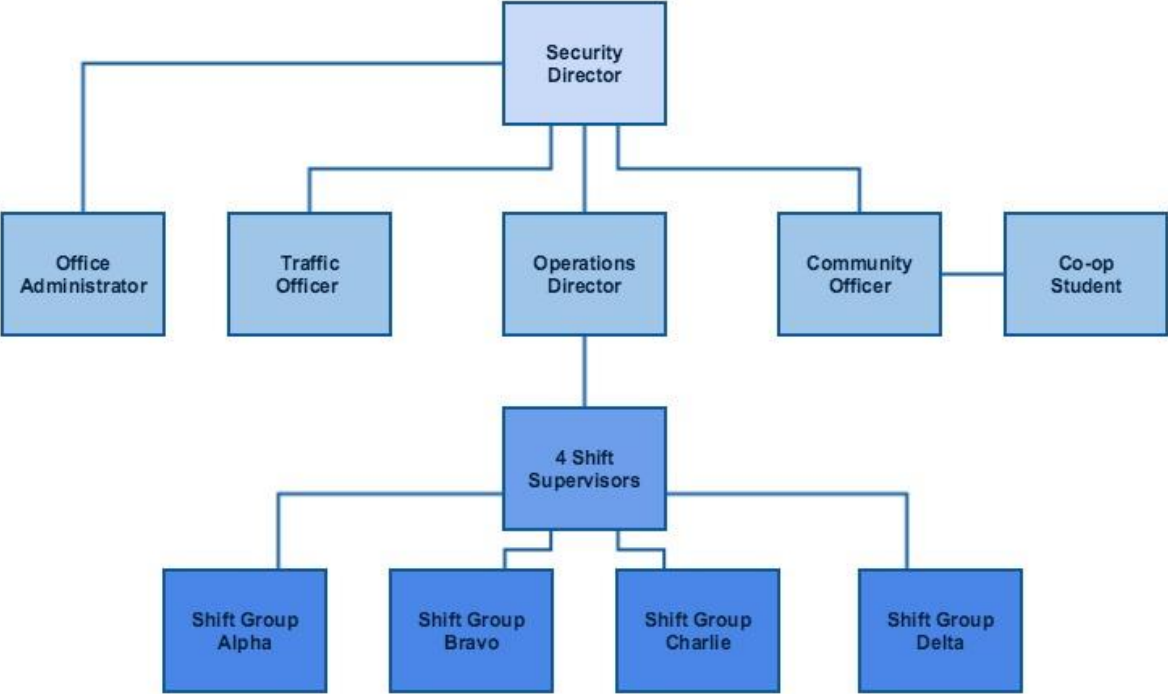 Security
Director
Office
Administrator
Traffic
Officer
Operations
Director
Community
Officer
Co-op
Student
4 Shift
Supervisors
Shift Group
Alpha
Shift Group
Bravo
Shift Group
Charlie
Shift Group
Delta